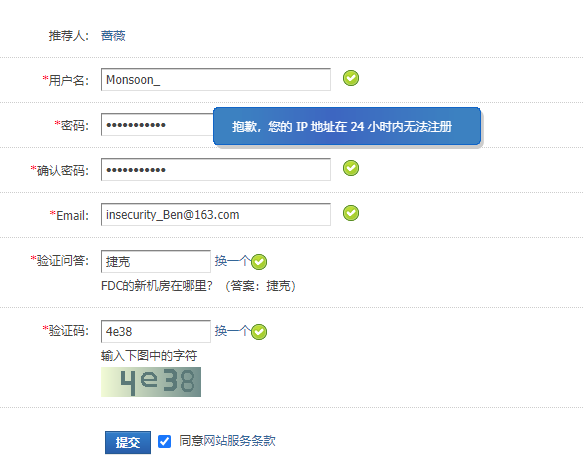 推荐人: 蔷薇
*用户名: Monsoon_
*密码: •••••••••••
抱歉，您的 IP 地址在 24 小时内无法注册
*确认密码: •••••••••••
*Email: insecurity_Ben@163.com
*验证问答: 捷克 换一个
FDC的新机房在哪里？（答案：捷克）
*验证码: 4e38 换一个
输入下图中的字符
4e38
提交 同意网站服务条款